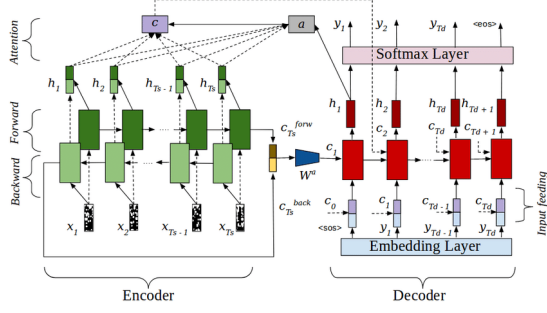 Attention
Forward
Backward
c
a
y1 y2 yTd <eos>
Softmax Layer
h1 h2 hTs-1 hTs
h1 h2 hTd hTd+1
cTs^forw
c1 c2 cTd cTd+1
W^a
cTs^back
c0 c1 cTd-1 cTd
x1 x2 xTs-1 xTs
<sos> y1 yTd-1 yTd
Embedding Layer
Input feeding
Encoder
Decoder